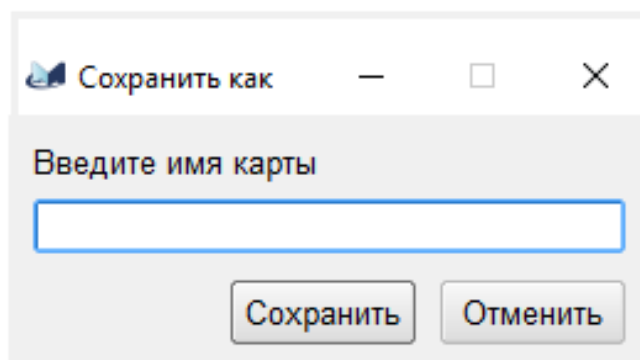 Сохранить как
Введите имя карты
Сохранить Отменить